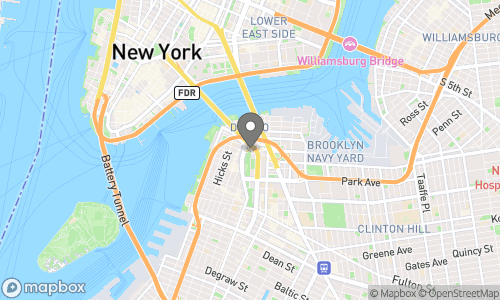 LOWER
EAST SIDE
WILLIAMSBURG
New York
Williamsburg Bridge
S 5th St
FDR
Ross St
Penn St
BROOKLYN
NAVY YARD
Hicks St
Battery Tunnel
Park Ave
Taaffe Pl
Hosp
CLINTON HILL
Greene Ave
Quincy St
Gates Ave
Dean St
Degraw St
Baltic St
Fulton
mapbox
© Mapbox © OpenStreetMap